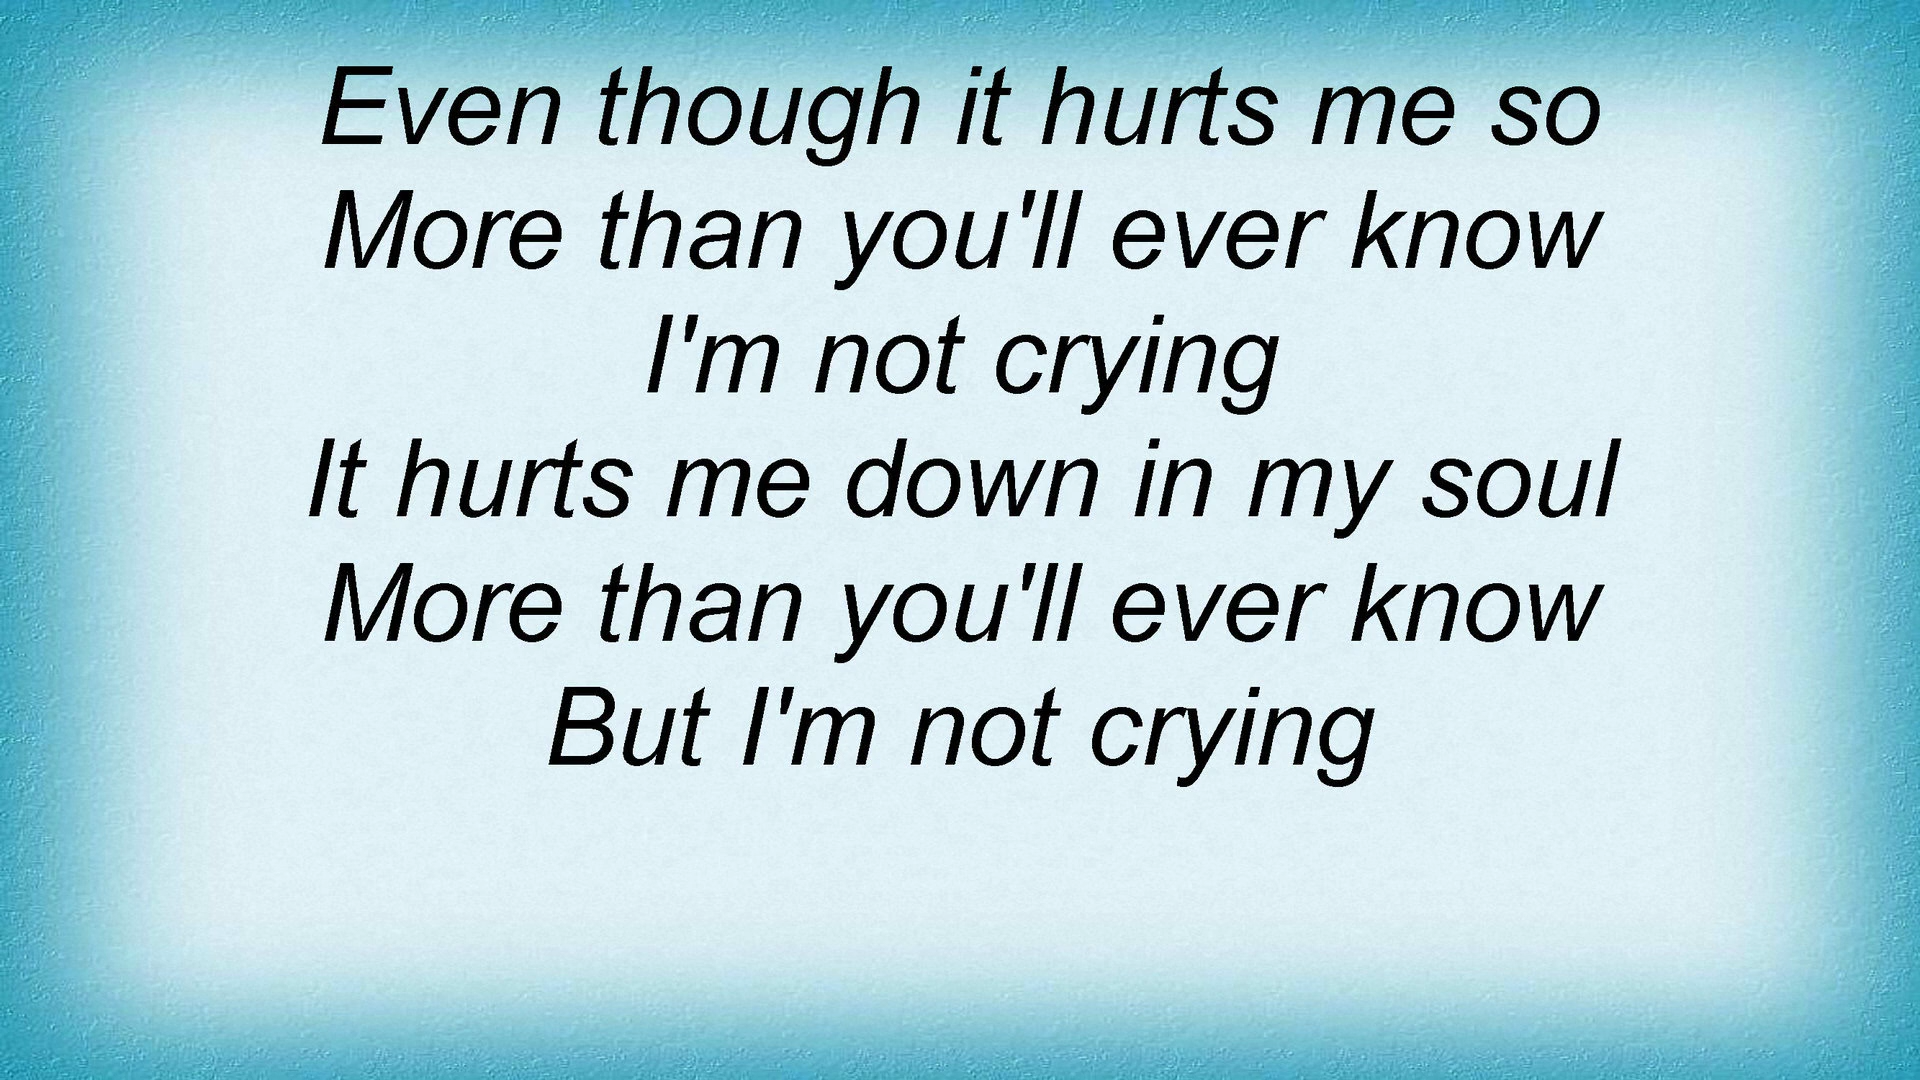 Even though it hurts me so
More than you'll ever know
I'm not crying
It hurts me down in my soul
More than you'll ever know
But I'm not crying